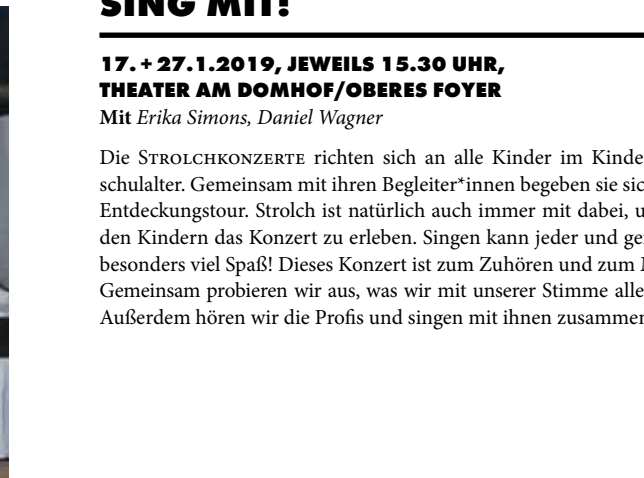 SING MIT!
17. + 27.1.2019, JEWEILS 15.30 UHR,
THEATER AM DOMHOF/OBERES FOYER
Mit Erika Simons, Daniel Wagner
Die STROLCHKONZERTE richten sich an alle Kinder im Kinde
schulalter. Gemeinsam mit ihren Begleiter*innen begeben sie sic
Entdeckungstour. Strolch ist natürlich auch immer mit dabei, u
den Kindern das Konzert zu erleben. Singen kann jeder und ge
besonders viel Spaß! Dieses Konzert ist zum Zuhören und zum
Gemeinsam probieren wir aus, was wir mit unserer Stimme alle
Außerdem hören wir die Profis und singen mit ihnen zusammen